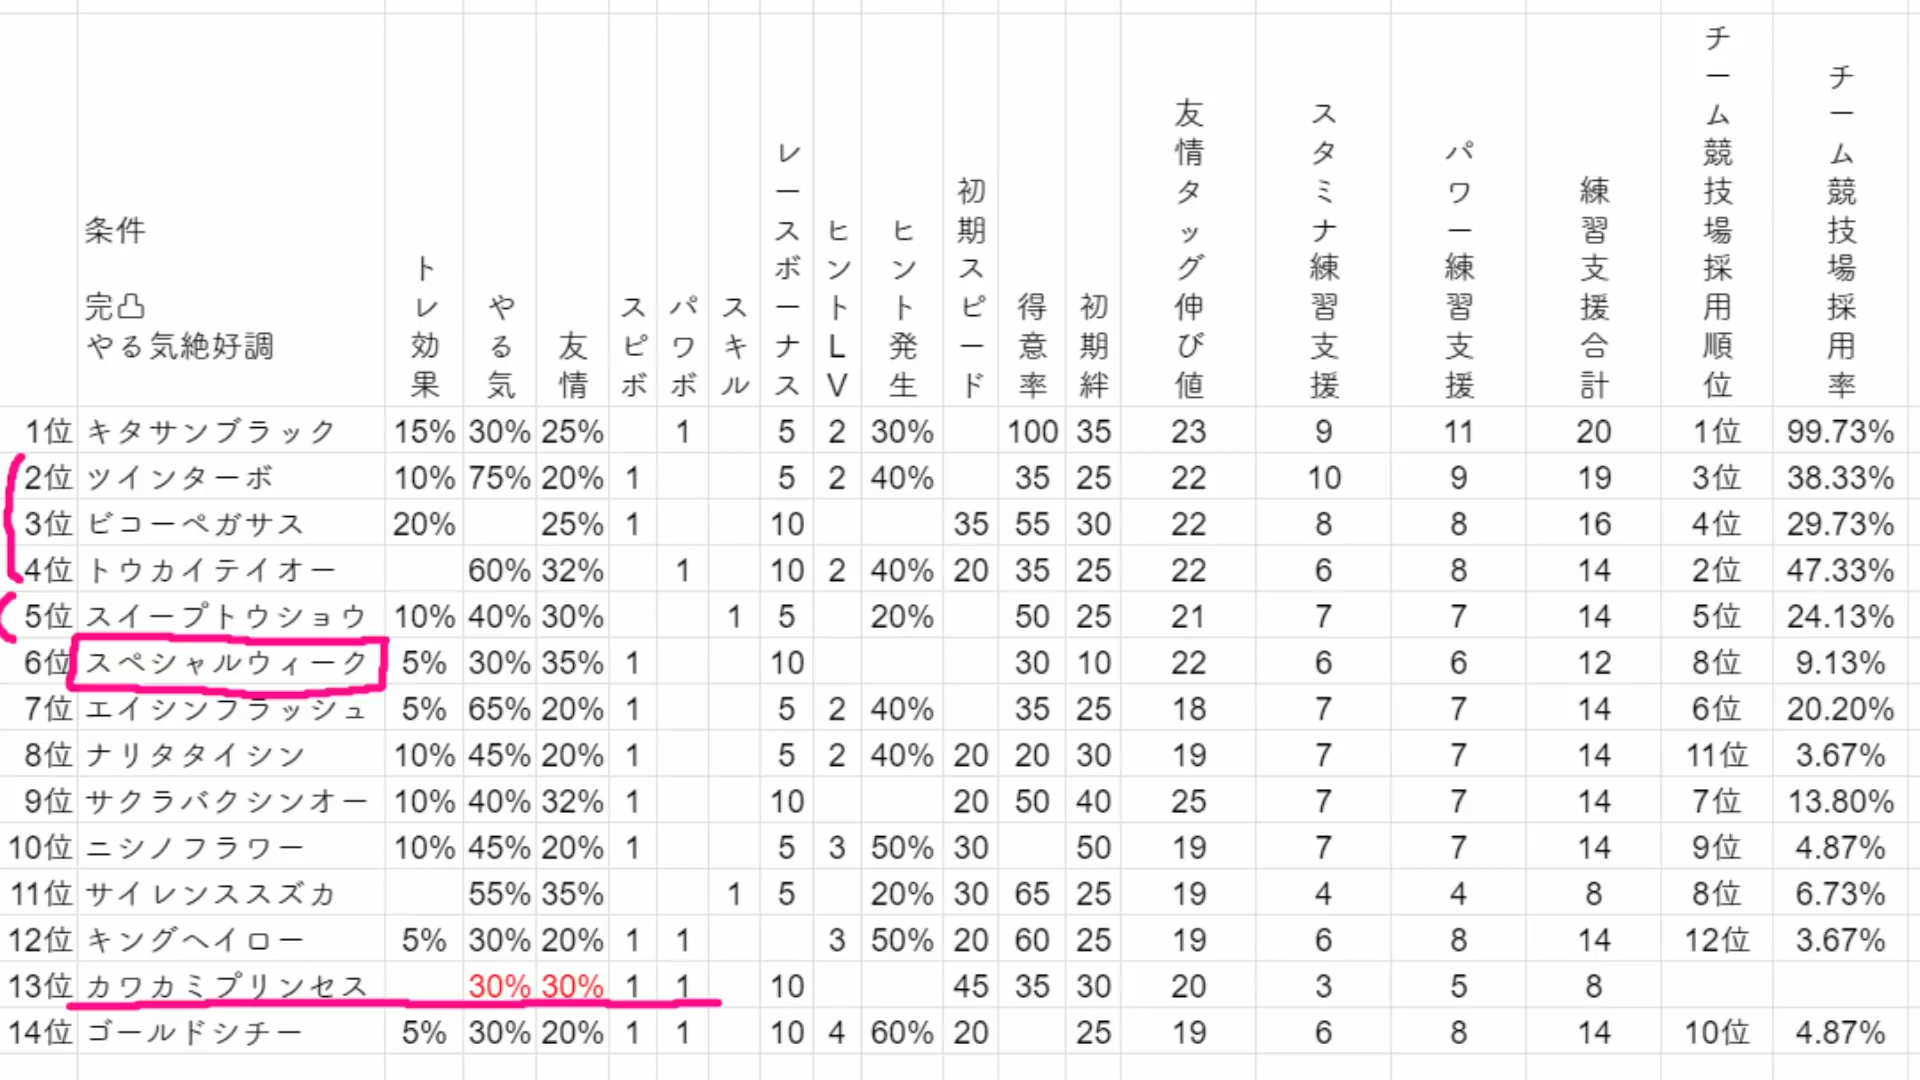 条件
完凸
やる気絶好調
トレ効果 やる気 友情 スピボ パワボ スキル レースボーナス ヒントLV ヒント発生 初期スピード 得意率 初期絆 友情タッグ伸び値 スタミナ練習支援 パワー練習支援 練習支援合計 チーム競技場採用順位 チーム競技場採用率
1位 キタサンブラック 15% 30% 25% 1 5 2 30% 100 35 23 9 11 20 1位 99.73%
2位 ツインターボ 10% 75% 20% 1 5 2 40% 35 25 22 10 9 19 3位 38.33%
3位 ビコーペガサス 20% 25% 1 10 35 55 30 22 8 8 16 4位 29.73%
4位 トウカイテイオー 60% 32% 1 10 2 40% 20 35 25 22 6 8 14 2位 47.33%
5位 スイープトウショウ 10% 40% 30% 1 5 20% 50 25 21 7 7 14 5位 24.13%
6位 スペシャルウィーク 5% 30% 35% 1 10 30 10 22 6 6 12 8位 9.13%
7位 エイシンフラッシュ 5% 65% 20% 1 5 2 40% 35 25 18 7 7 14 6位 20.20%
8位 ナリタタイシン 10% 45% 20% 1 5 2 40% 20 20 30 19 7 7 14 11位 3.67%
9位 サクラバクシンオー 10% 40% 32% 1 10 20 50 40 25 7 7 14 7位 13.80%
10位 ニシノフラワー 10% 45% 20% 1 5 3 50% 30 50 19 7 7 14 9位 4.87%
11位 サイレンススズカ 55% 35% 1 5 20% 30 65 25 19 4 4 8 8位 6.73%
12位 キングヘイロー 5% 30% 20% 1 1 3 50% 20 60 25 19 6 8 14 12位 3.67%
13位 カワカミプリンセス 30% 30% 1 1 10 45 35 30 20 3 5 8
14位 ゴールドシチー 5% 30% 20% 1 1 10 4 60% 20 25 19 6 8 14 10位 4.87%